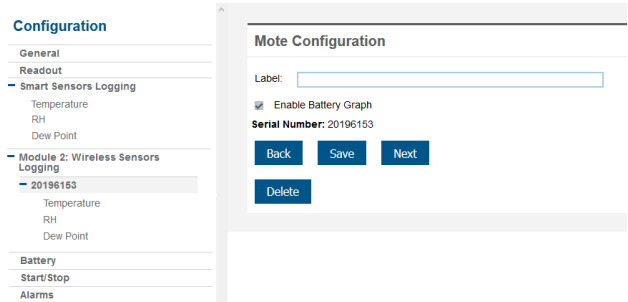 Configuration
General
Readout
Smart Sensors Logging
Temperature
RH
Dew Point
Module 2: Wireless Sensors
Logging
20196153
Temperature
RH
Dew Point
Battery
Start/Stop
Alarms
Mote Configuration
Label:
Enable Battery Graph
Serial Number: 20196153
Back Save Next
Delete